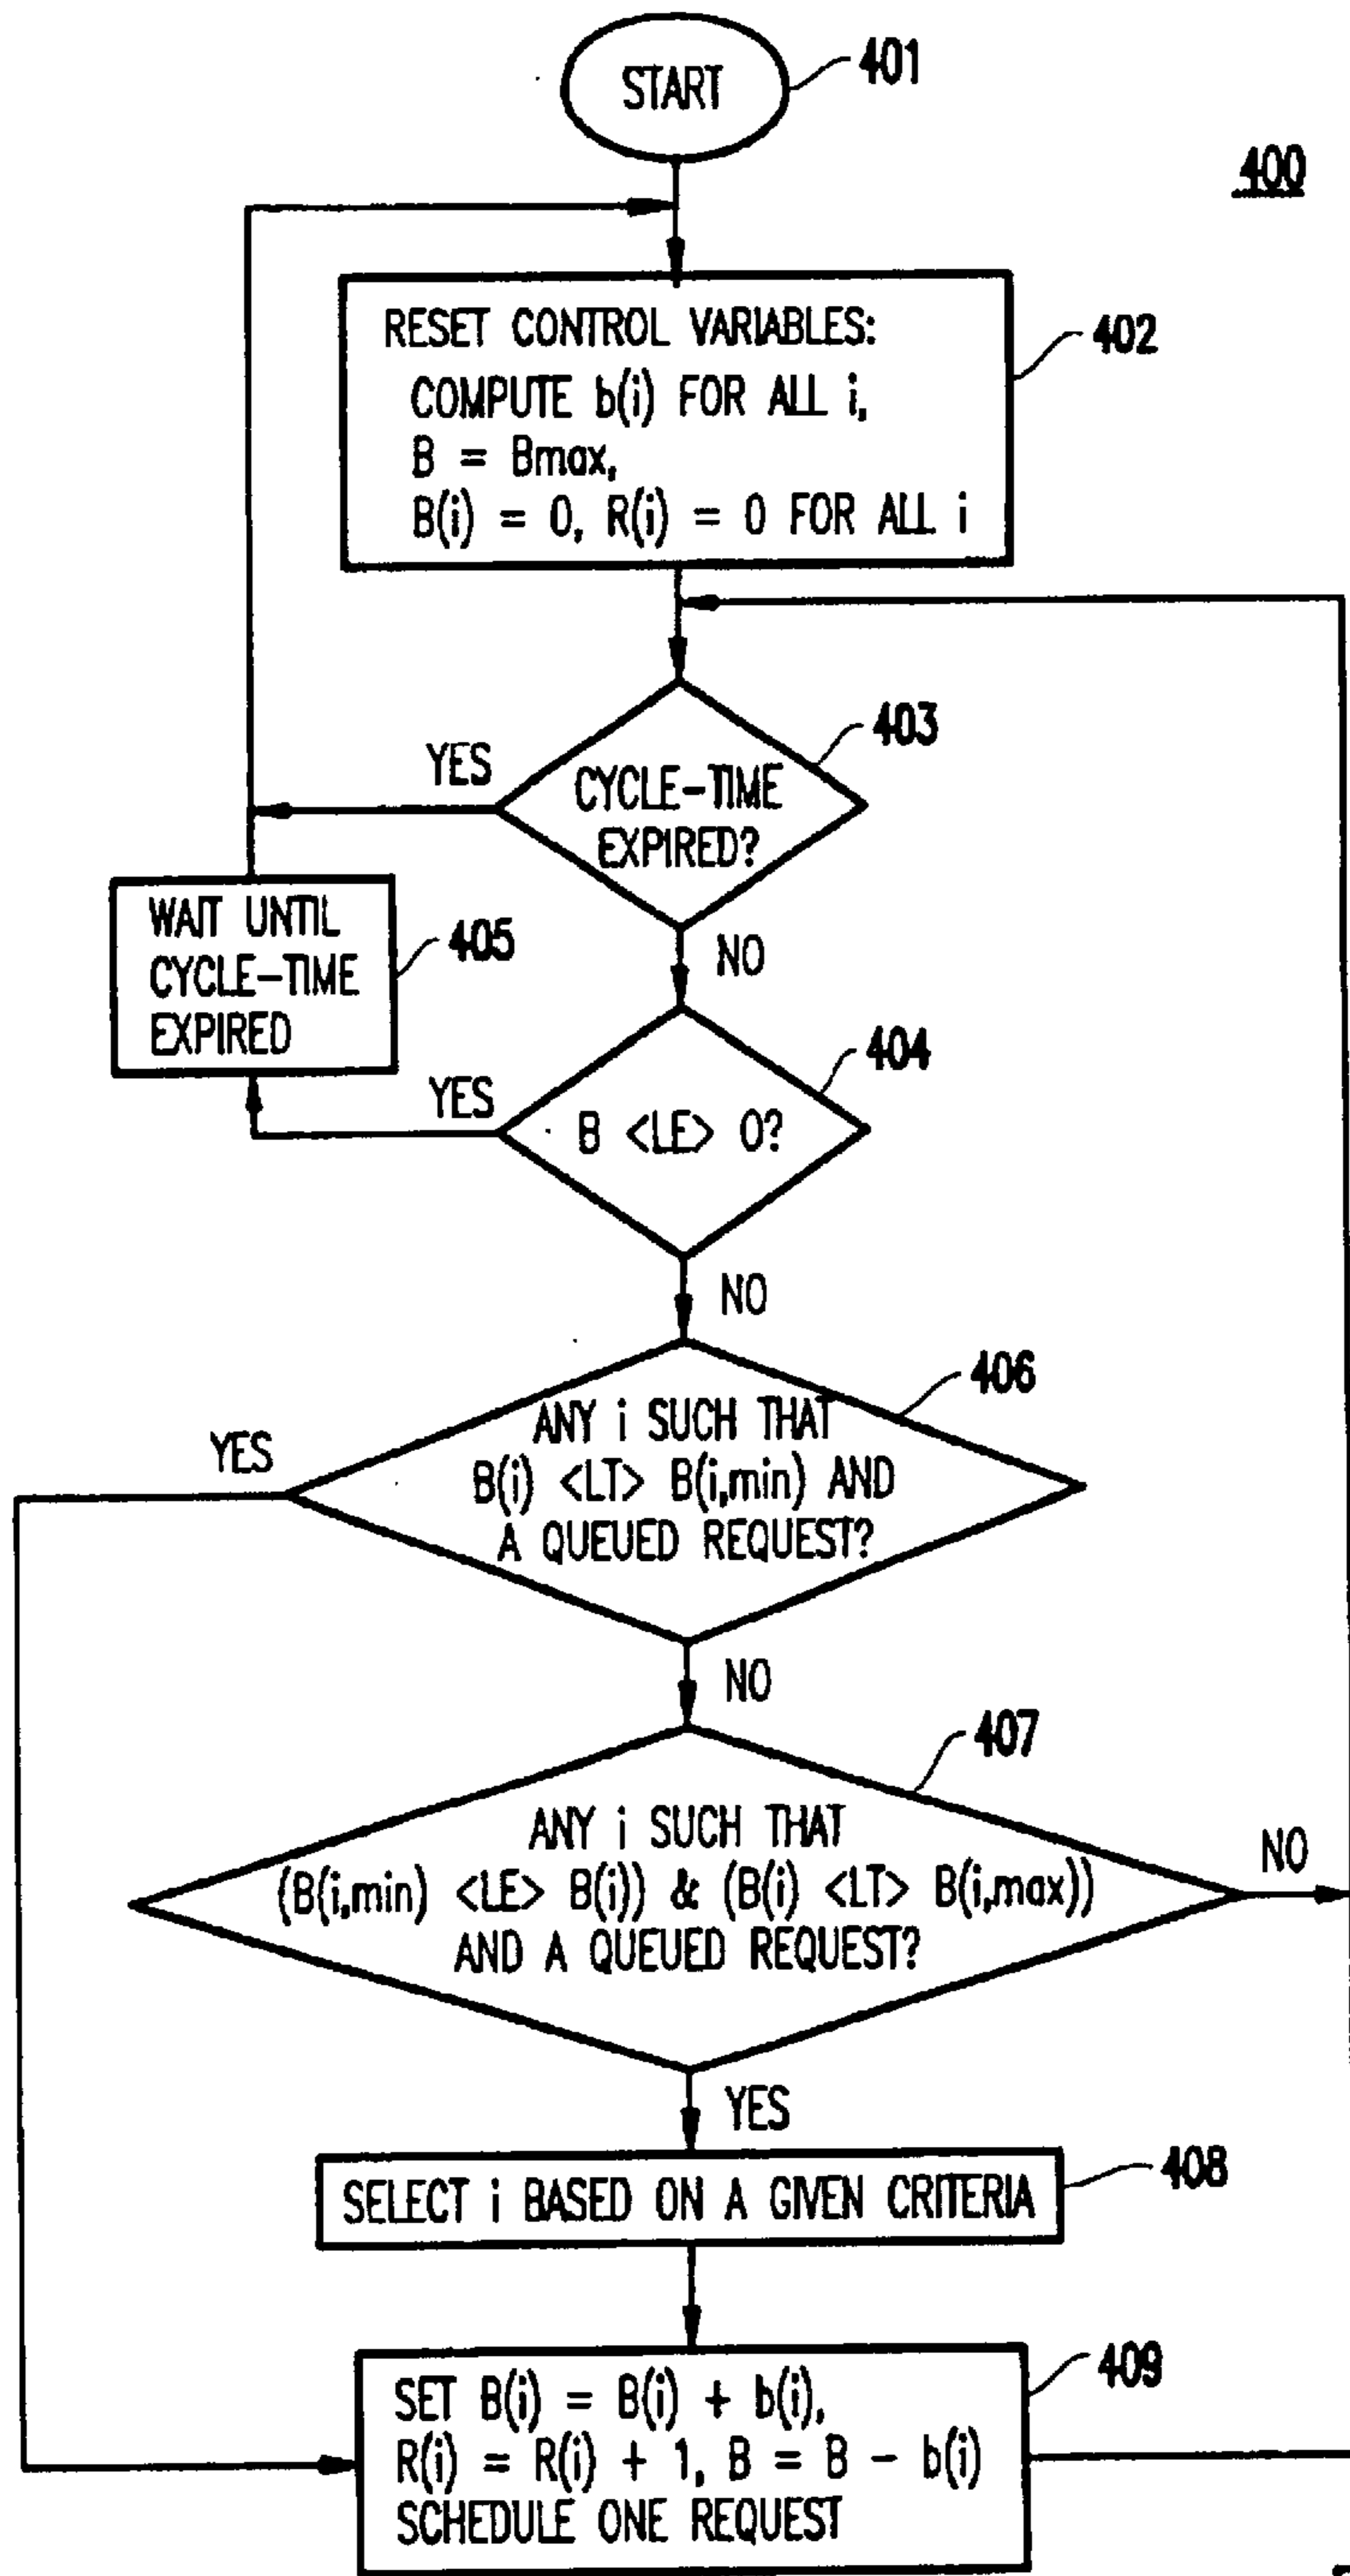 START
401
400
RESET CONTROL VARIABLES:
COMPUTE b(i) FOR ALL i,
B = Bmax,
B(i) = 0, R(i) = 0 FOR ALL i
402
403
YES
CYCLE-TIME
EXPIRED?
WAIT UNTIL
CYCLE-TIME
EXPIRED
405
NO
404
YES
B <LE> 0?
NO
406
YES
ANY i SUCH THAT
B(i) <LT> B(i,min) AND
A QUEUED REQUEST?
NO
407
ANY i SUCH THAT
(B(i,min) <LE> B(i)) & (B(i) <LT> B(i,max))
AND A QUEUED REQUEST?
NO
YES
408
SELECT i BASED ON A GIVEN CRITERIA
409
SET B(i) = B(i) + b(i),
R(i) = R(i) + 1, B = B - b(i)
SCHEDULE ONE REQUEST